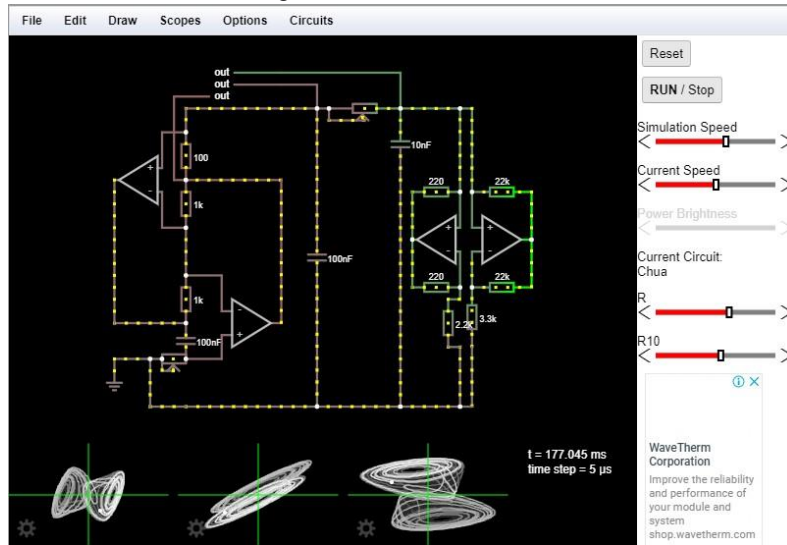 File Edit Draw Scopes Options Circuits
Reset
RUN / Stop
Simulation Speed
Current Speed
Power Brightness
Current Circuit:
Chua
R
R10
out
out
out
100
+
-
1k
1k
-
+
100nF
100nF
10nF
220
22k
+
-
+
-
220
22k
2.2k
3.3k
t = 177.045 ms
time step = 5 µs
WaveTherm
Corporation
Improve the reliability
and performance of
your module and
system
shop.wavetherm.com